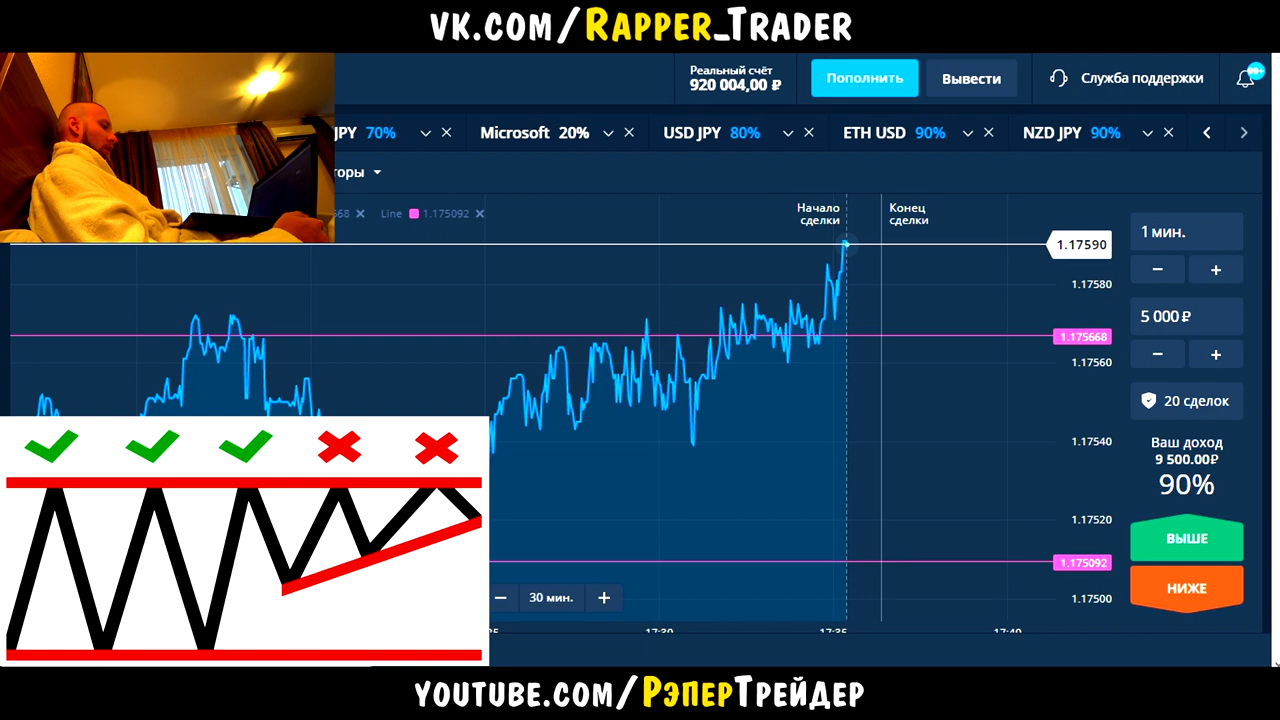 vk.com/Rapper_Trader
Реальный счёт
920 004,00 ₽
Пополнить
Вывести
Служба поддержки
99+
JPY 70%
Microsoft 20%
USD JPY 80%
ETH USD 90%
NZD JPY 90%
торы
668
Line 1.175092
Начало сделки
Конец сделки
1.17590
1.17580
1.175668
1.17560
1.17540
1.17520
1.175092
1.17500
1 мин.
5 000 ₽
20 сделок
Ваш доход
9 500.00₽
90%
ВЫШЕ
НИЖЕ
30 мин.
17:30
17:35
17:40
youtube.com/РэперТрейдер